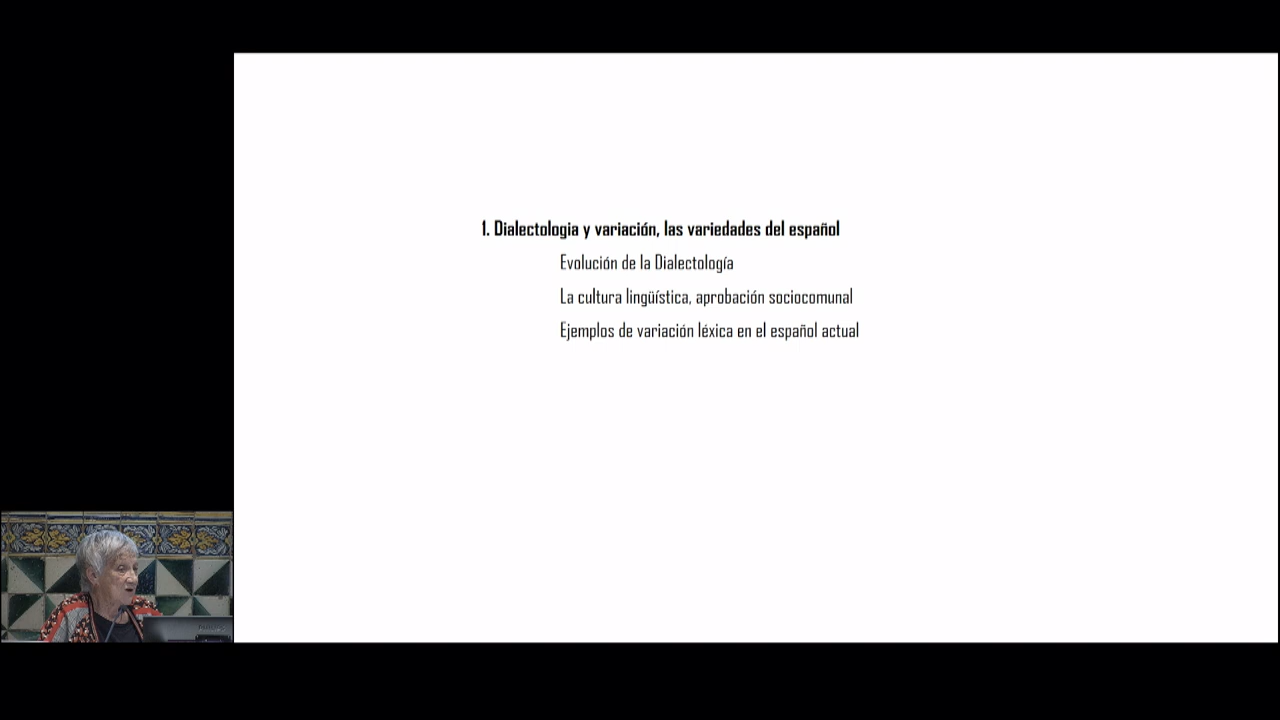 1. Dialectologia y variación, las variedades del español
Evolución de la Dialectología
La cultura lingüística, aprobación sociocomunal
Ejemplos de variación léxica en el español actual